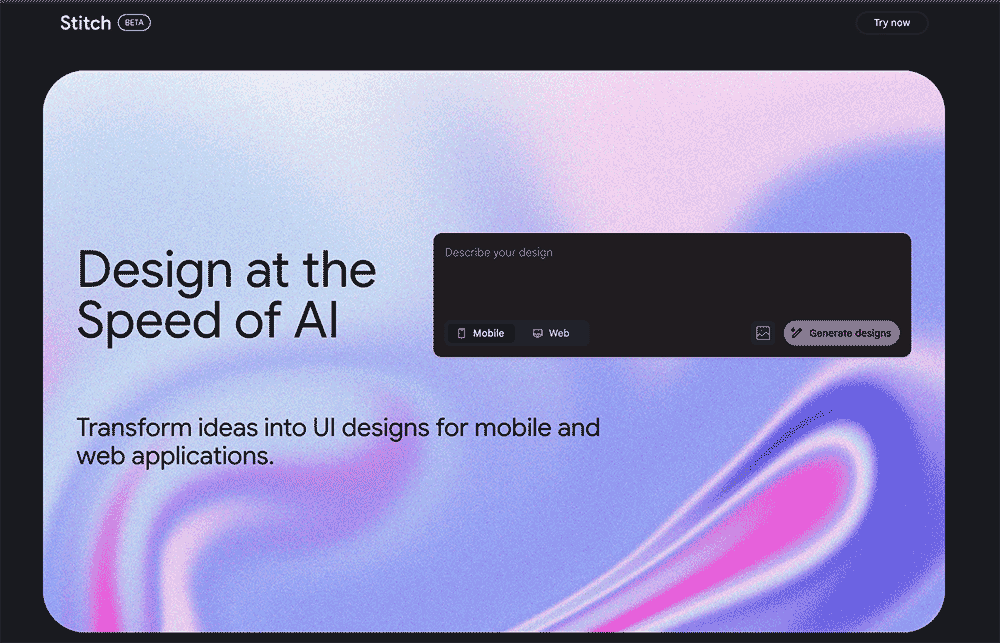 Stitch BETA
Try now
Design at the
Speed of AI
Describe your design
Mobile
Web
Generate designs
Transform ideas into UI designs for mobile and
web applications.